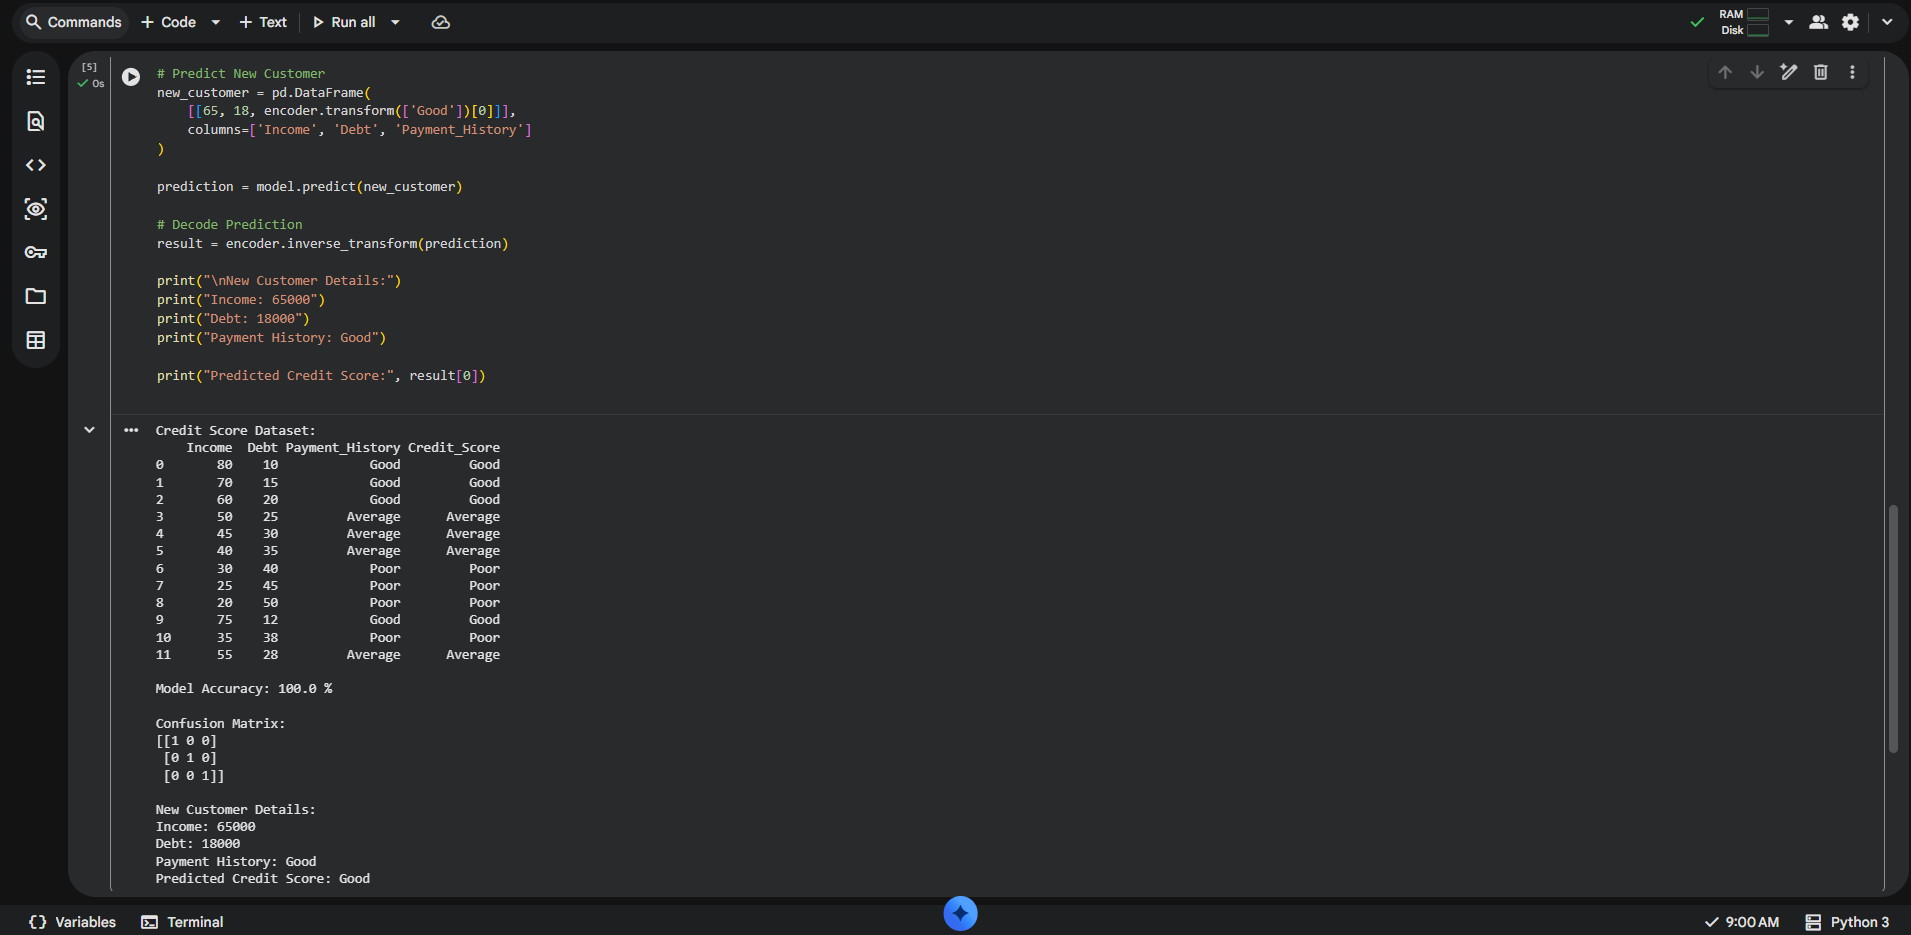 Commands + Code + Text Run all
RAM
Disk
[5]
0s
# Predict New Customer
new_customer = pd.DataFrame(
    [[65, 18, encoder.transform(['Good'])[0]]],
    columns=['Income', 'Debt', 'Payment_History']
)
prediction = model.predict(new_customer)
# Decode Prediction
result = encoder.inverse_transform(prediction)
print("\nNew Customer Details:")
print("Income: 65000")
print("Debt: 18000")
print("Payment History: Good")
print("Predicted Credit Score:", result[0])
Credit Score Dataset:
    Income  Debt Payment_History Credit_Score
0       80    10            Good         Good
1       70    15            Good         Good
2       60    20            Good         Good
3       50    25         Average      Average
4       45    30         Average      Average
5       40    35         Average      Average
6       30    40            Poor         Poor
7       25    45            Poor         Poor
8       20    50            Poor         Poor
9       75    12            Good         Good
10      35    38            Poor         Poor
11      55    28         Average      Average
Model Accuracy: 100.0 %
Confusion Matrix:
[[1 0 0]
 [0 1 0]
 [0 0 1]]
New Customer Details:
Income: 65000
Debt: 18000
Payment History: Good
Predicted Credit Score: Good
{} Variables Terminal 9:00 AM Python 3